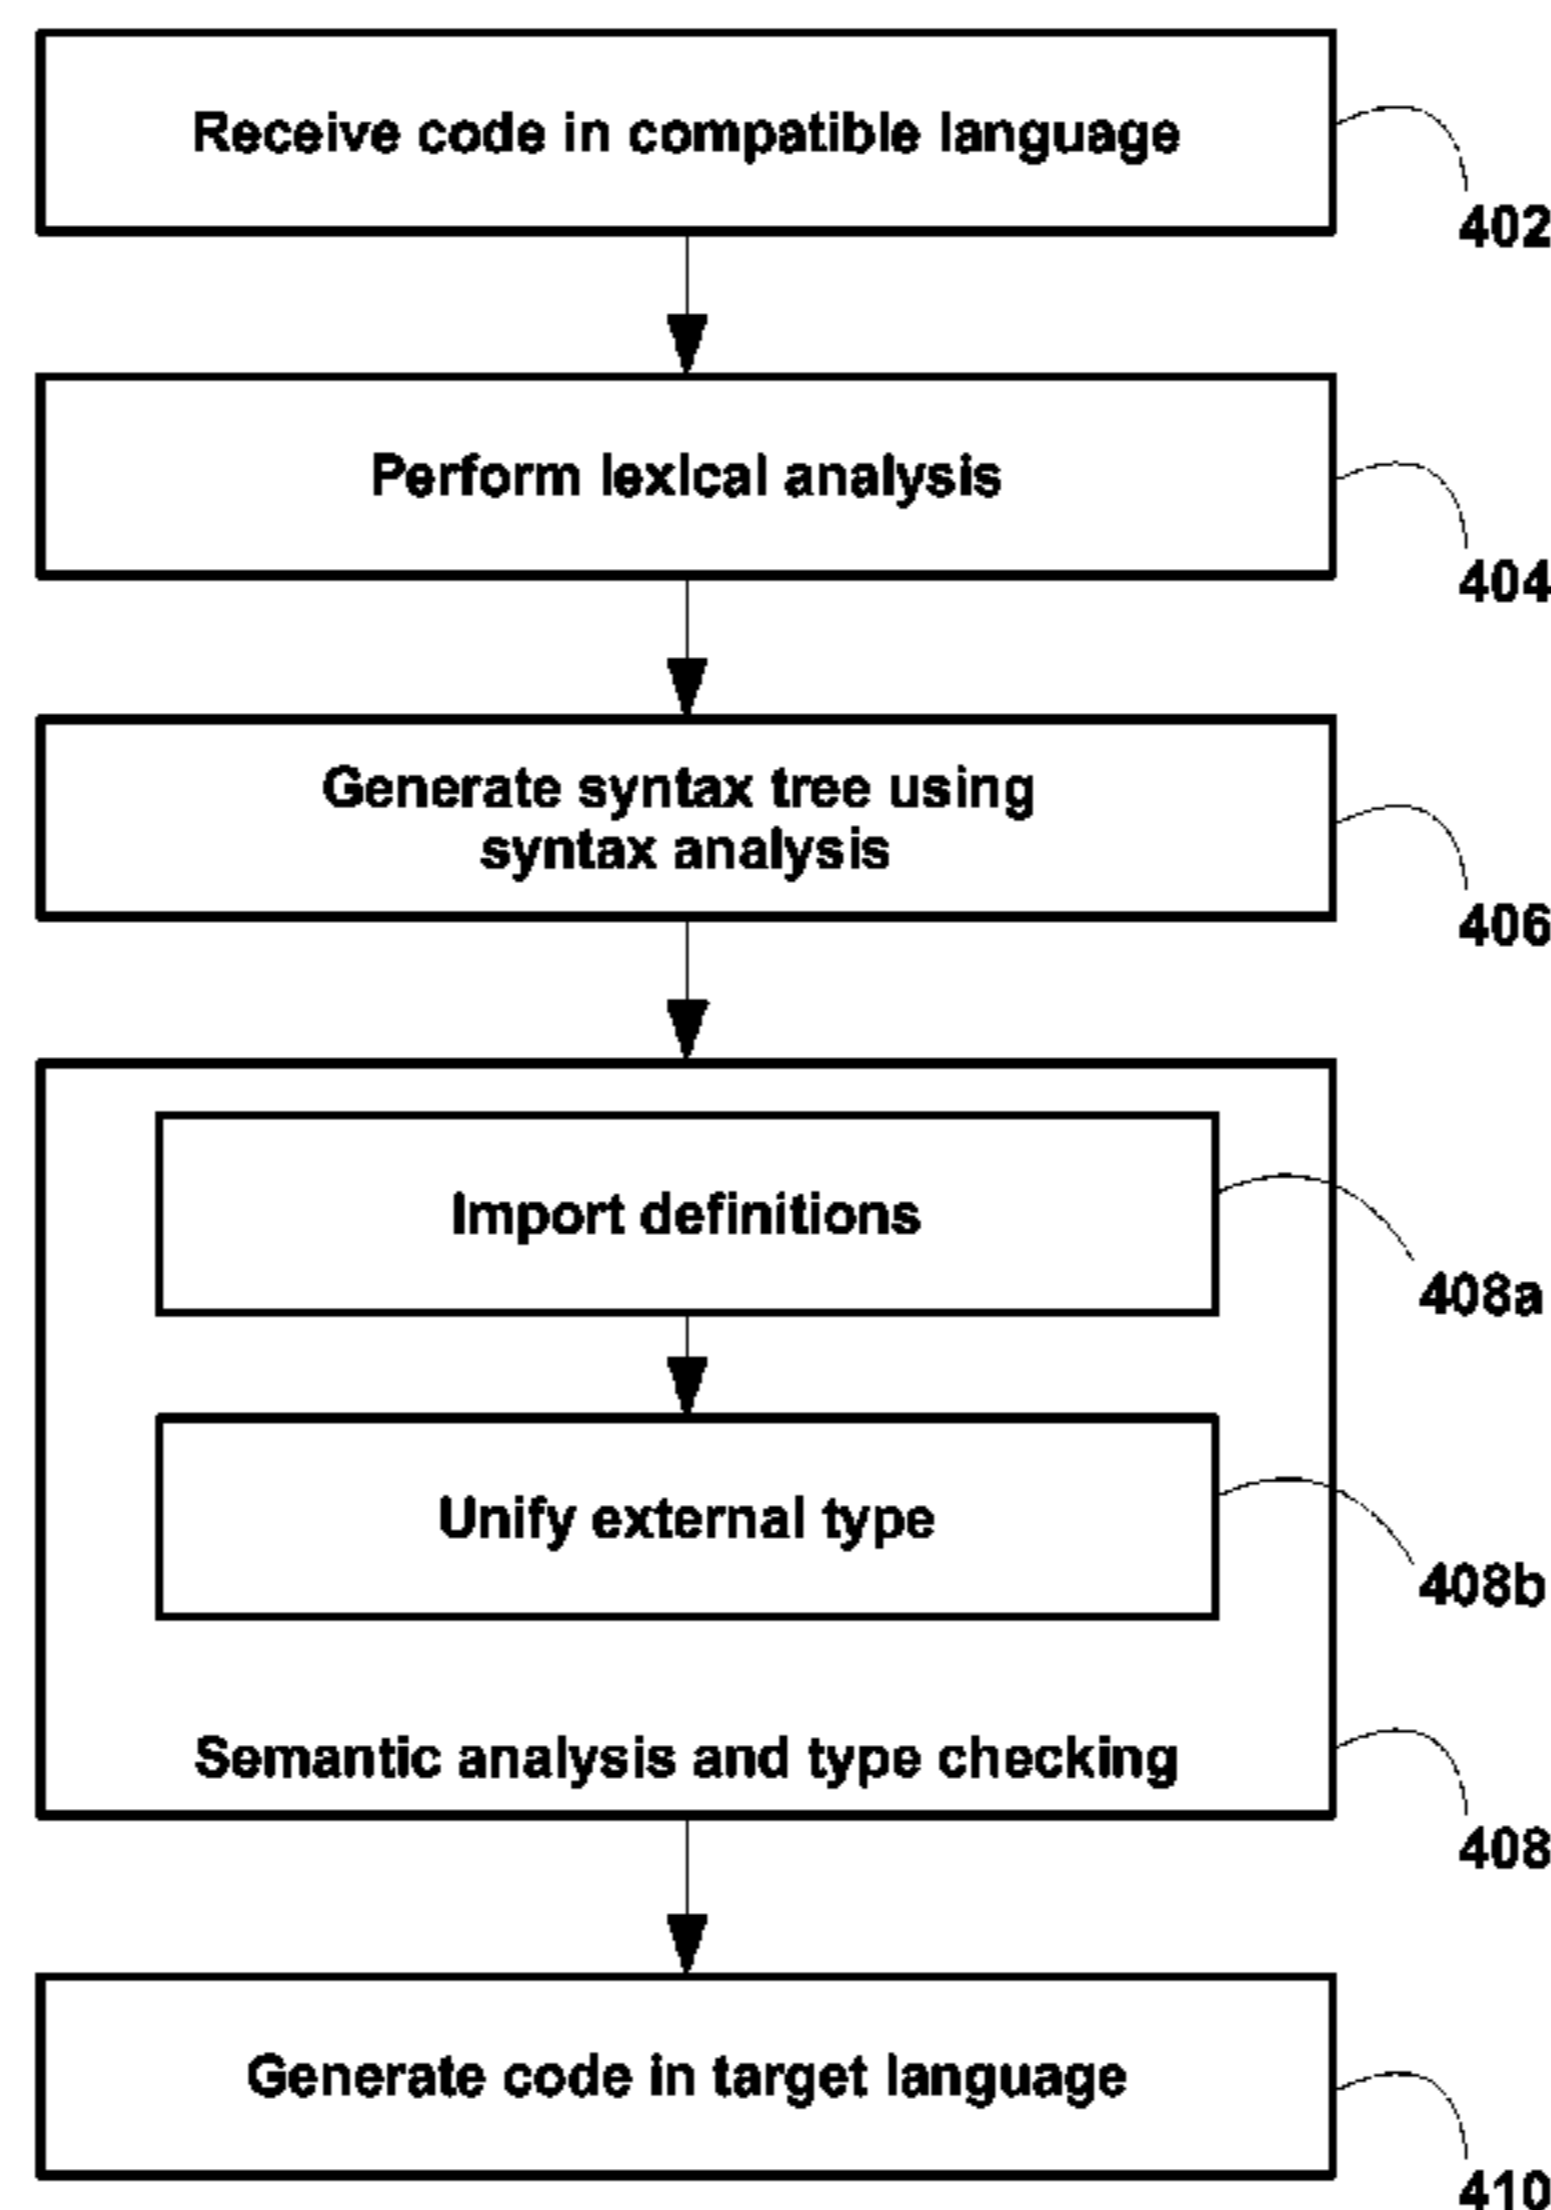 Receive code in compatible language
402
Perform lexical analysis
404
Generate syntax tree using
syntax analysis
406
Import definitions
408a
Unify external type
408b
Semantic analysis and type checking
408
Generate code in target language
410